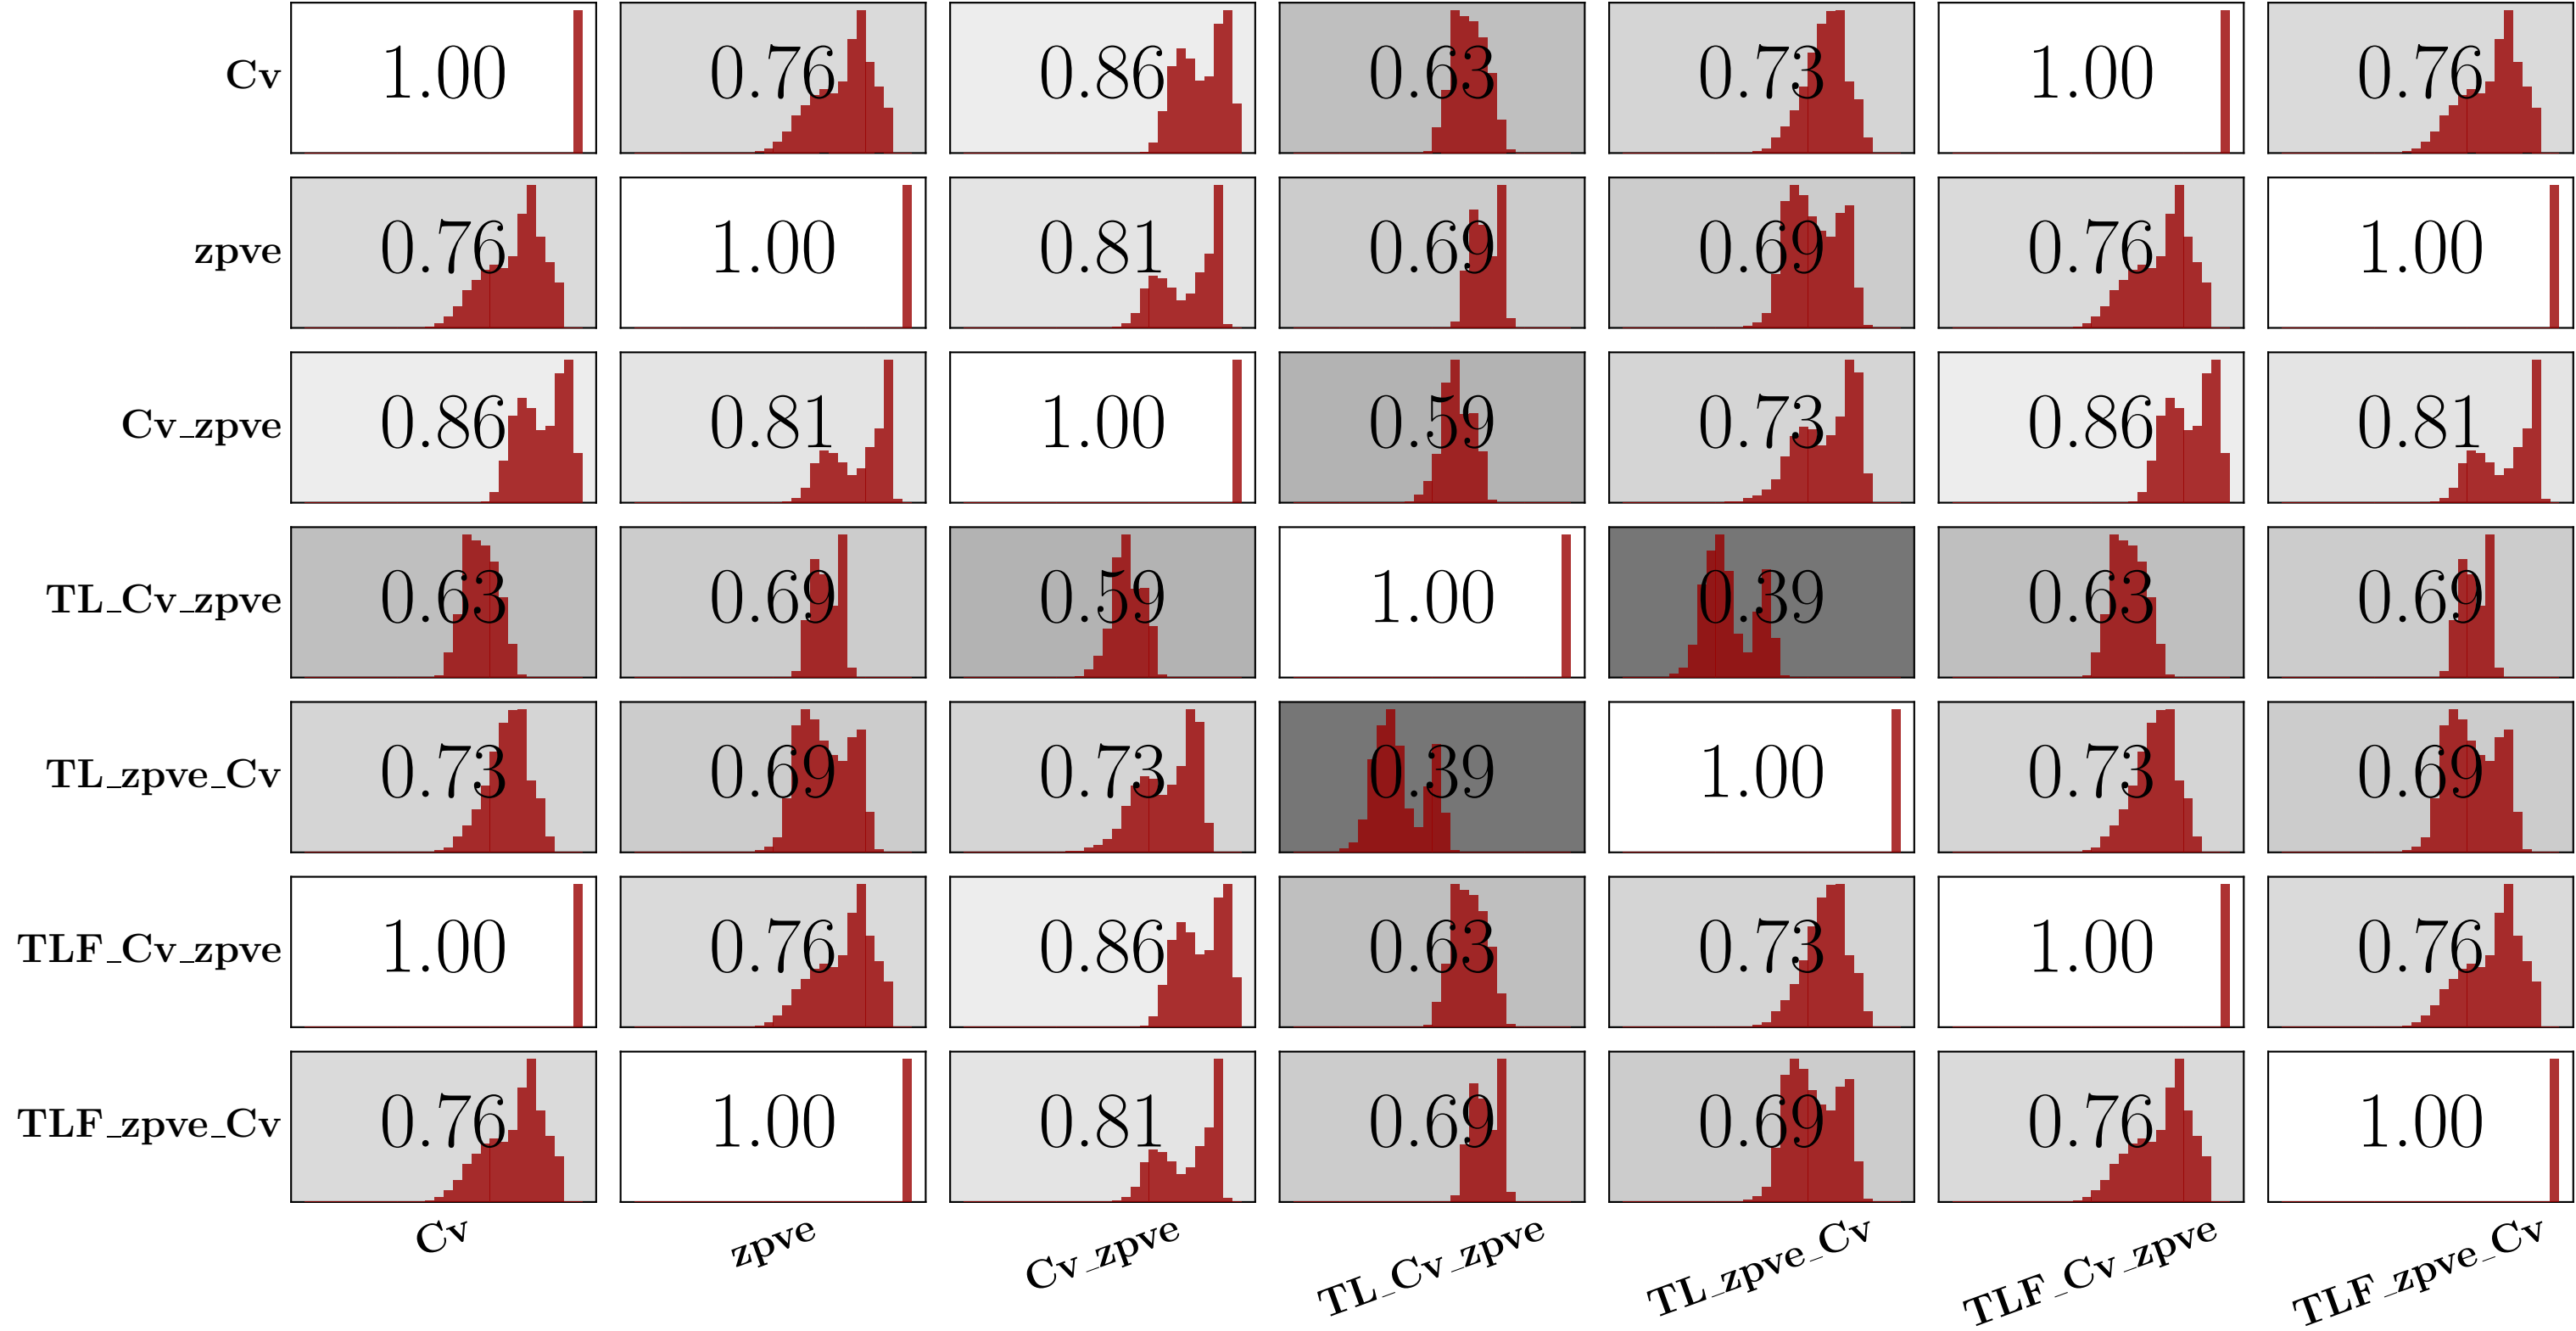 Cv 1.00 0.76 0.86 0.63 0.73 1.00 0.76
zpve 0.76 1.00 0.81 0.69 0.69 0.76 1.00
Cv_zpve 0.86 0.81 1.00 0.59 0.73 0.86 0.81
TL_Cv_zpve 0.63 0.69 0.59 1.00 0.39 0.63 0.69
TL_zpve_Cv 0.73 0.69 0.73 0.39 1.00 0.73 0.69
TLF_Cv_zpve 1.00 0.76 0.86 0.63 0.73 1.00 0.76
TLF_zpve_Cv 0.76 1.00 0.81 0.69 0.69 0.76 1.00
Cv zpve Cv_zpve TL_Cv_zpve TL_zpve_Cv TLF_Cv_zpve TLF_zpve_Cv